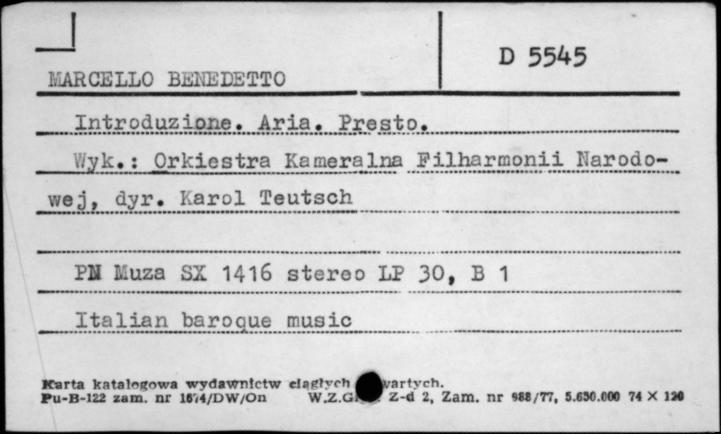 D 5545
MARCELLO BENEDETTO
Introduzione. Aria. Presto.
Wyk.: Orkiestra Kameralna Filharmonii Narodo-
wej, dyr. Karol Teutsch
PN Muza SX 1416 stereo LP 30, B 1
Italian baroque music
Karta katalogowa wydawnictw ciągłych
Pu-B-122 zam. nr 1674/DW/On W.Z.G. Z-d 2, Zam. nr 988/77, 5.650.000 74 X 120